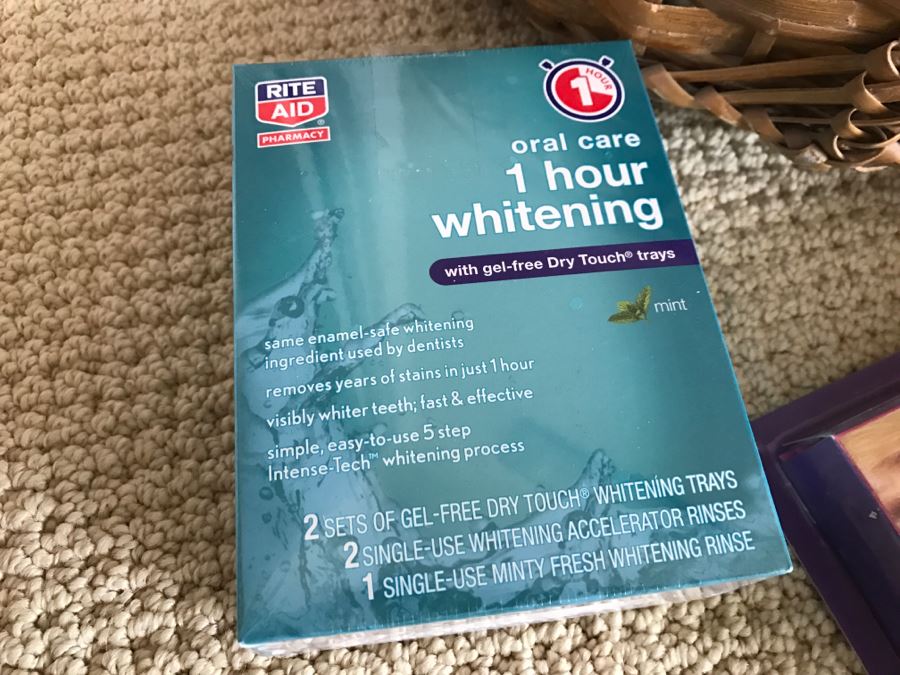 RITE
AID®
PHARMACY
1 HOUR
oral care
1 hour
whitening
with gel-free Dry Touch® trays
mint
same enamel-safe whitening
ingredient used by dentists
removes years of stains in just 1 hour
visibly whiter teeth; fast & effective
simple, easy-to-use 5 step
Intense-Tech™ whitening process
2 SETS OF GEL-FREE DRY TOUCH® WHITENING TRAYS
2 SINGLE-USE WHITENING ACCELERATOR RINSES
1 SINGLE-USE MINTY FRESH WHITENING RINSE